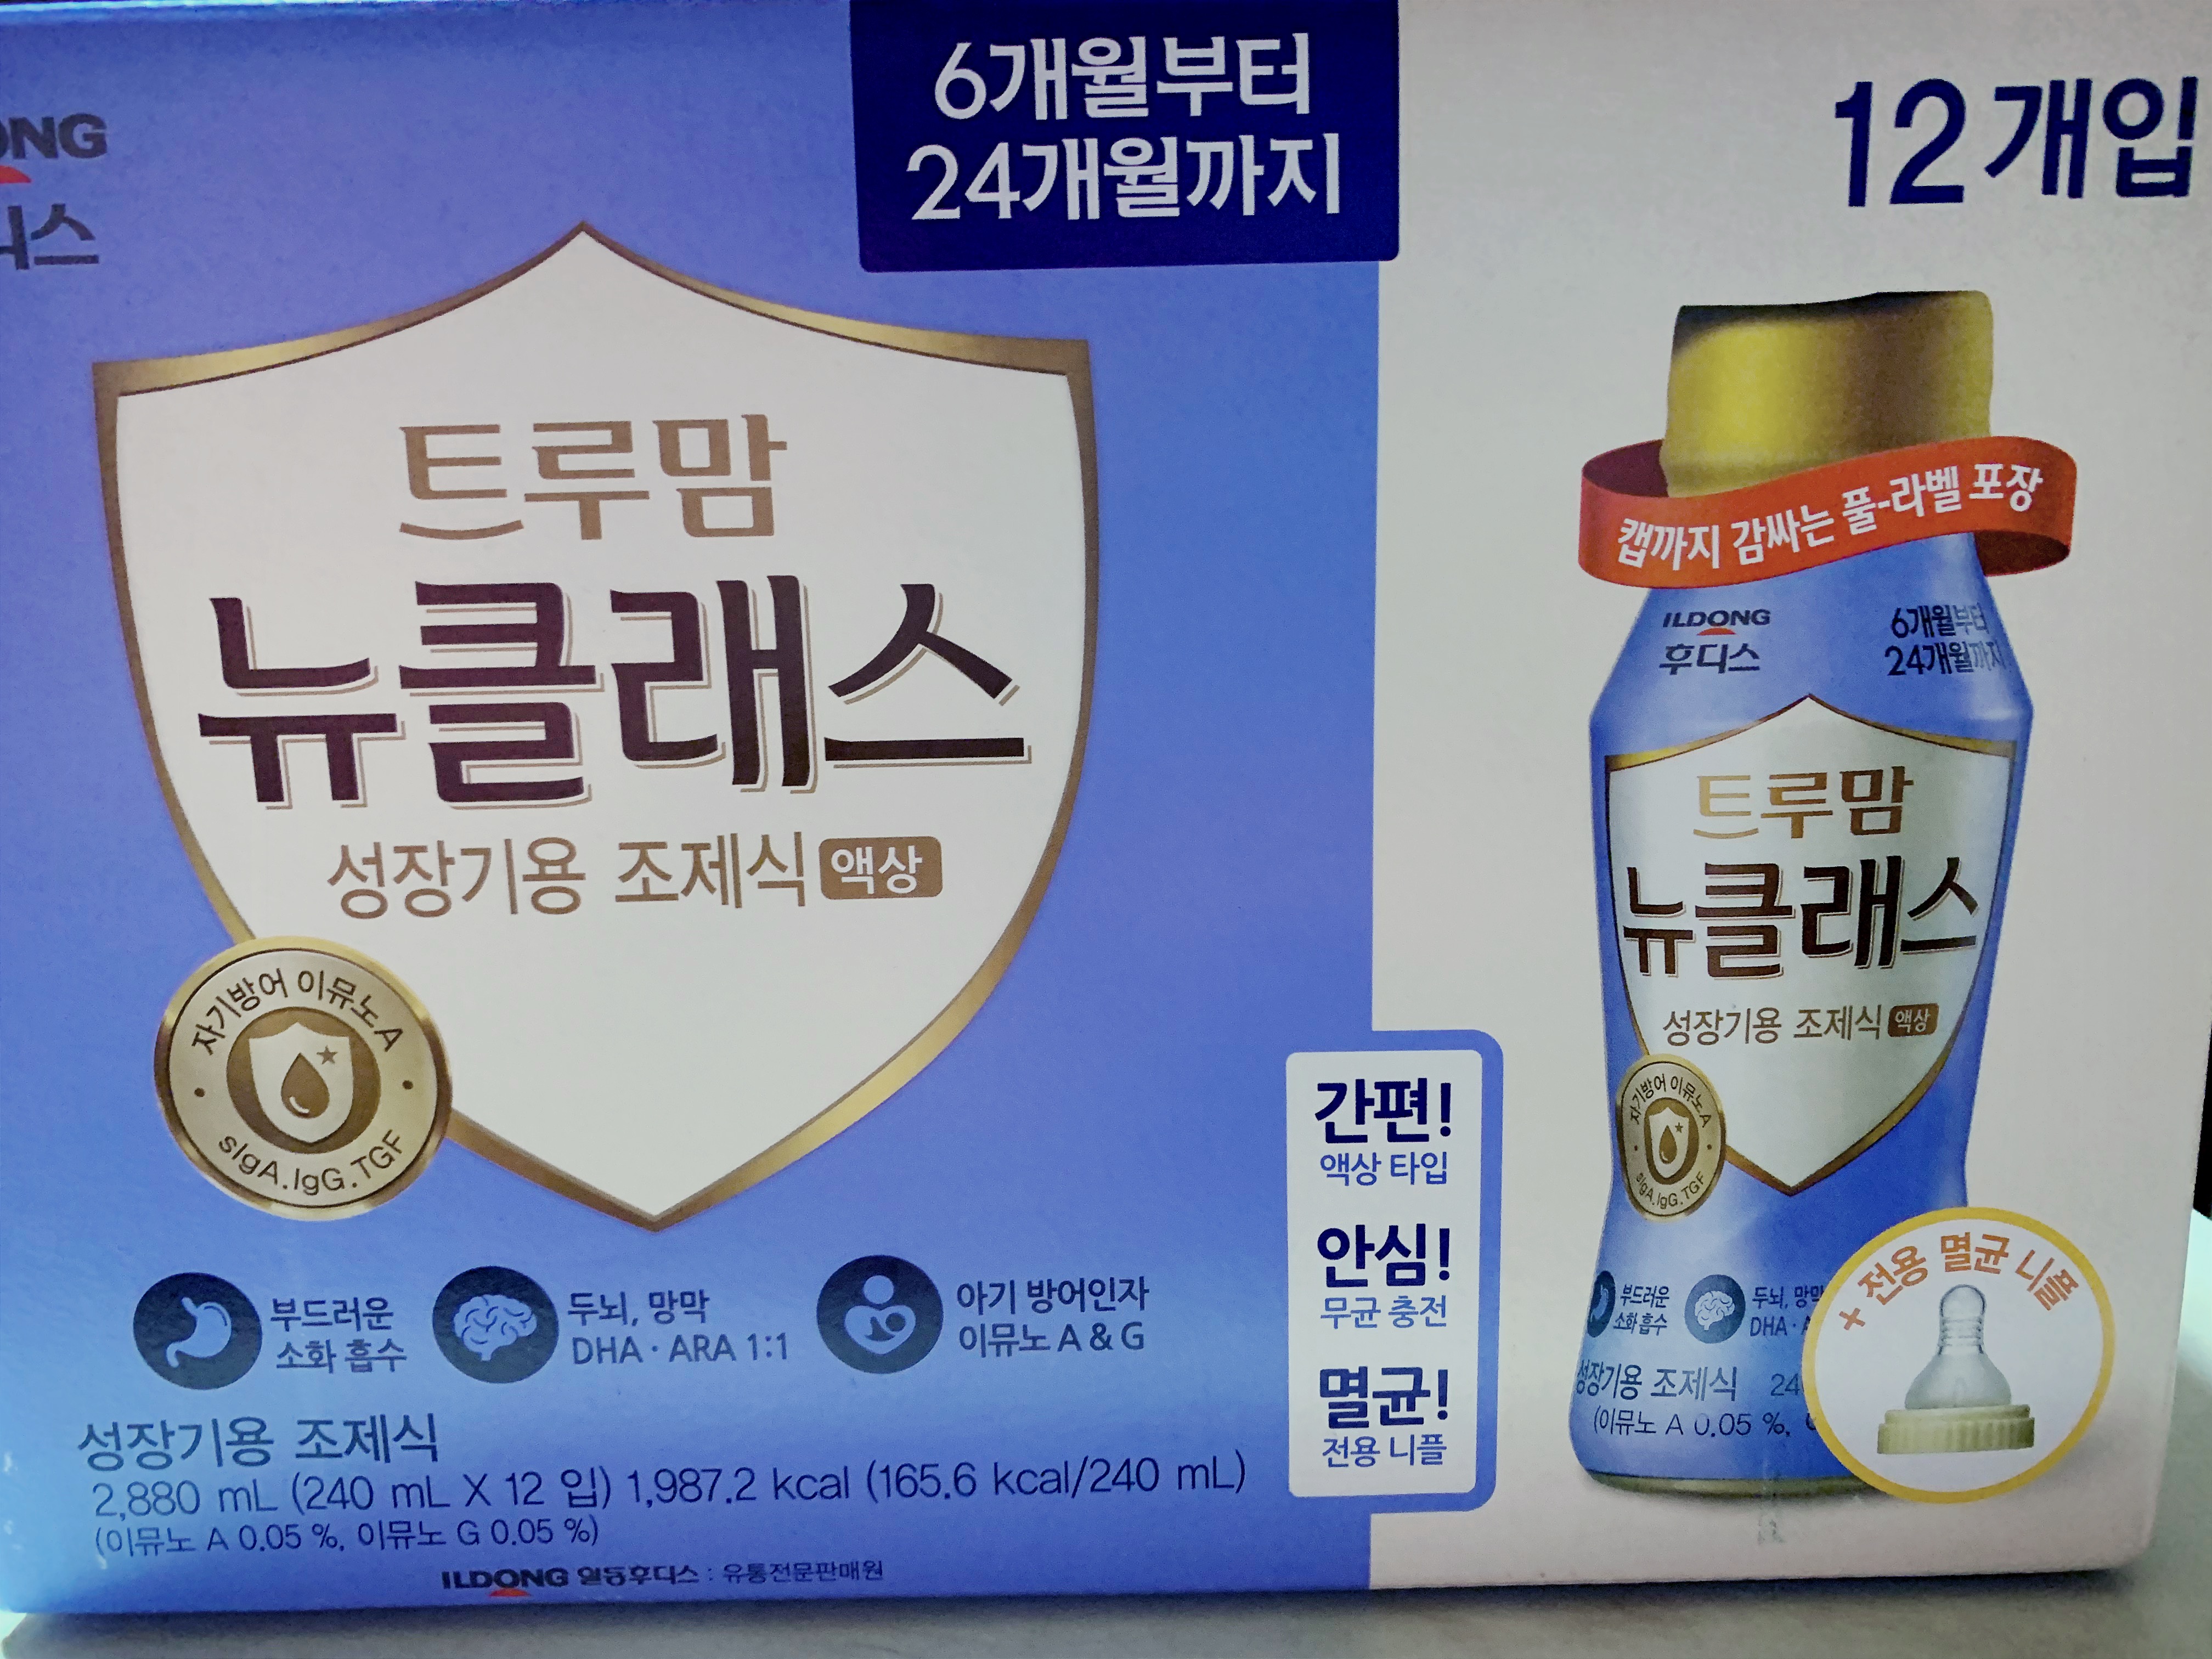 6개월부터
24개월까지
12개입
트루맘
뉴클래스
성장기용 조제식 액상
자기방어 이뮤노A
sIgA.IgG.TGF
부드러운
소화 흡수
두뇌, 망막
DHA · ARA 1:1
아기 방어인자
이뮤노 A & G
성장기용 조제식
2,880 mL (240 mL X 12 입) 1,987.2 kcal (165.6 kcal/240 mL)
(이뮤노 A 0.05 %, 이뮤노 G 0.05 %)
ILDONG 일동후디스 : 유통전문판매원
간편!
액상 타입
안심!
무균 충전
멸균!
전용 니플
캡까지 감싸는 풀-라벨 포장
ILDONG
후디스
6개월부터
24개월까지
트루맘
뉴클래스
성장기용 조제식 액상
자기방어 이뮤노A
sIgA.IgG.TGF
부드러운
소화 흡수
두뇌, 망막
DHA ·
성장기용 조제식
(이뮤노 A 0.05 %,
+ 전용 멸균 니플